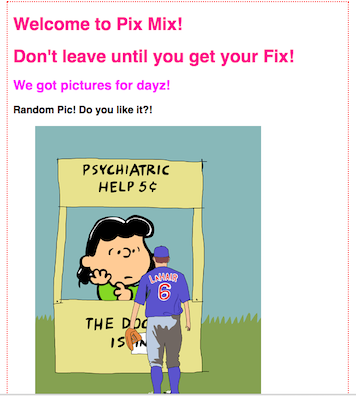 Welcome to Pix Mix!
Don't leave until you get your Fix!
We got pictures for dayz!
Random Pic! Do you like it?!
PSYCHIATRIC
HELP 5¢
LAHAIR
6
THE DOC
IS IN